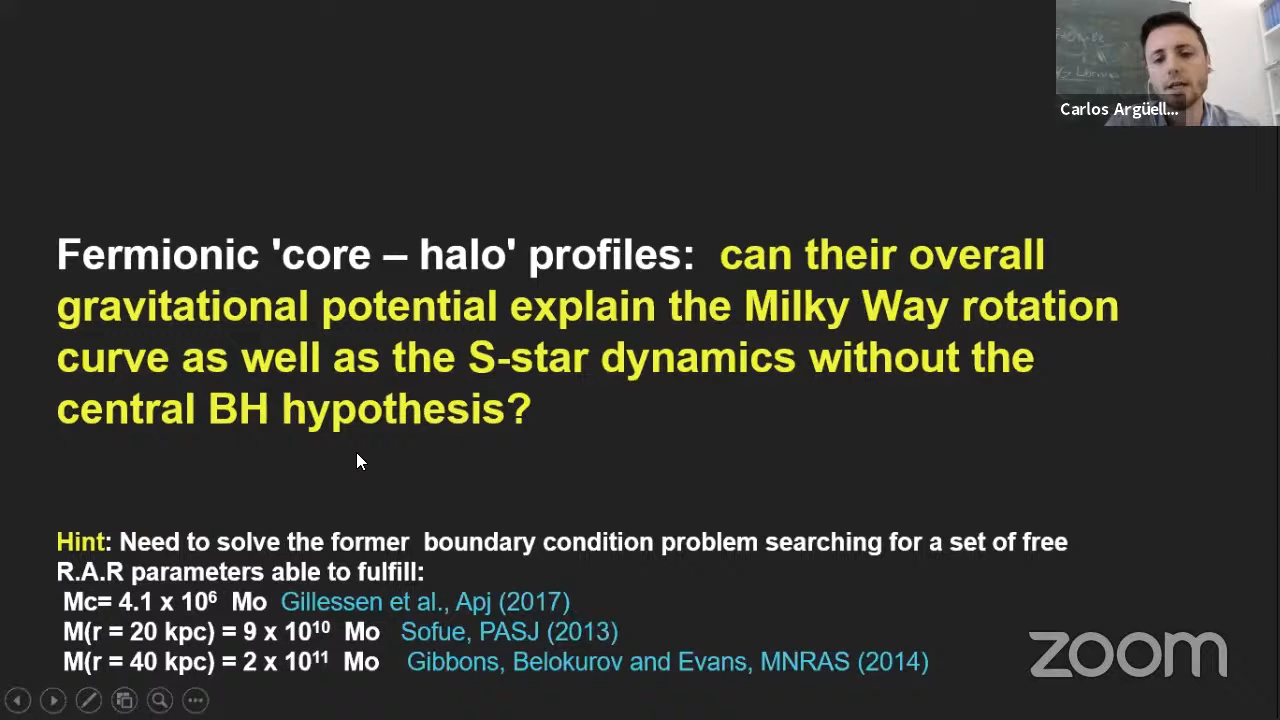 Carlos Argüell...
Fermionic 'core – halo' profiles: can their overall
gravitational potential explain the Milky Way rotation
curve as well as the S-star dynamics without the
central BH hypothesis?
Hint: Need to solve the former boundary condition problem searching for a set of free
R.A.R parameters able to fulfill:
Mc= 4.1 x 10⁶ Mo Gillessen et al., Apj (2017)
M(r = 20 kpc) = 9 x 10¹⁰ Mo Sofue, PASJ (2013)
M(r = 40 kpc) = 2 x 10¹¹ Mo Gibbons, Belokurov and Evans, MNRAS (2014)
zoom